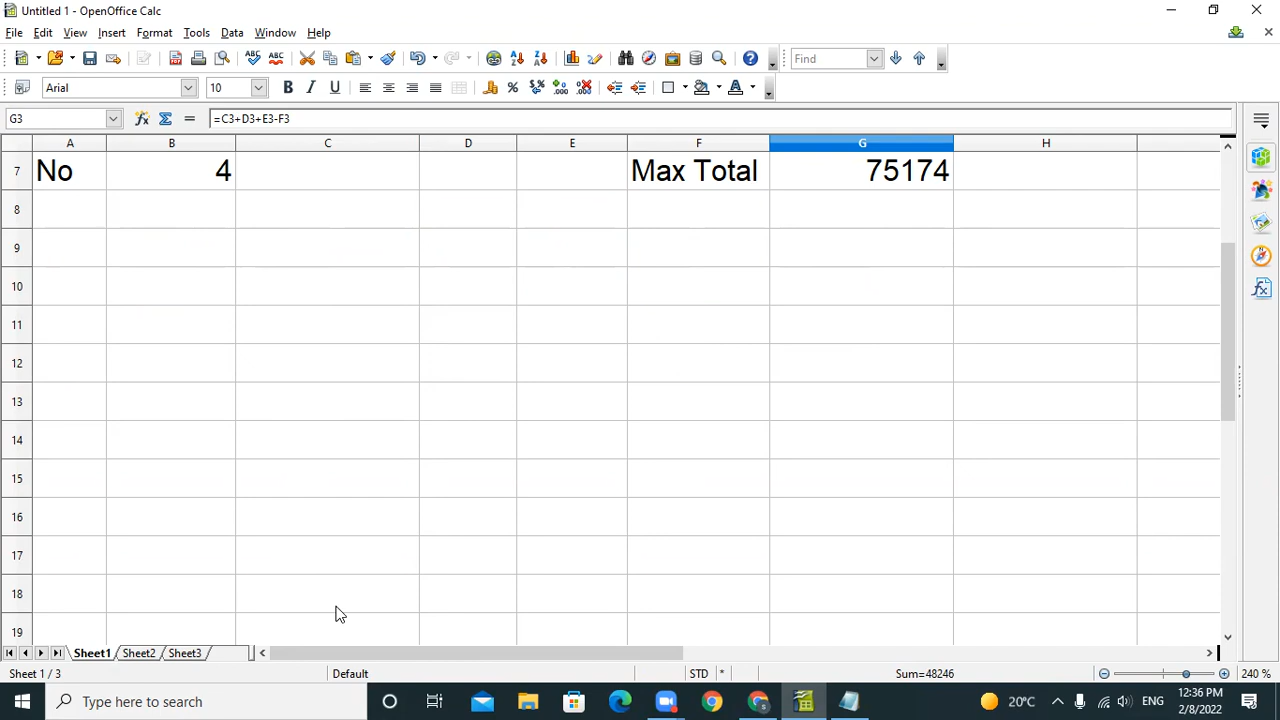 Untitled 1 - OpenOffice Calc
File Edit View Insert Format Tools Data Window Help
Find
Arial 10
G3 =C3+D3+E3-F3
A B C D E F G H
7 No 4 Max Total 75174
8
9
10
11
12
13
14
15
16
17
18
19
Sheet1 Sheet2 Sheet3
Sheet 1 / 3 Default STD * Sum=48246 240 %
Type here to search 20°C ENG 12:36 PM
2/8/2022